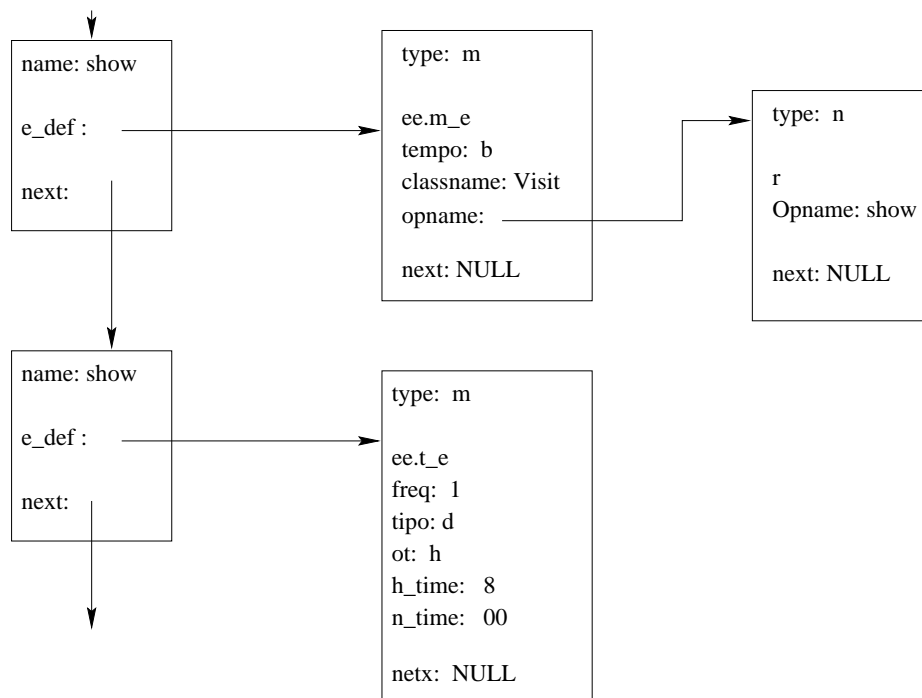 name: show
e_def :
next:
type: m
ee.m_e
tempo: b
classname: Visit
opname:
next: NULL
type: n
r
Opname: show
next: NULL
name: show
e_def :
next:
type: m
ee.t_e
freq: 1
tipo: d
ot: h
h_time: 8
n_time: 00
netx: NULL